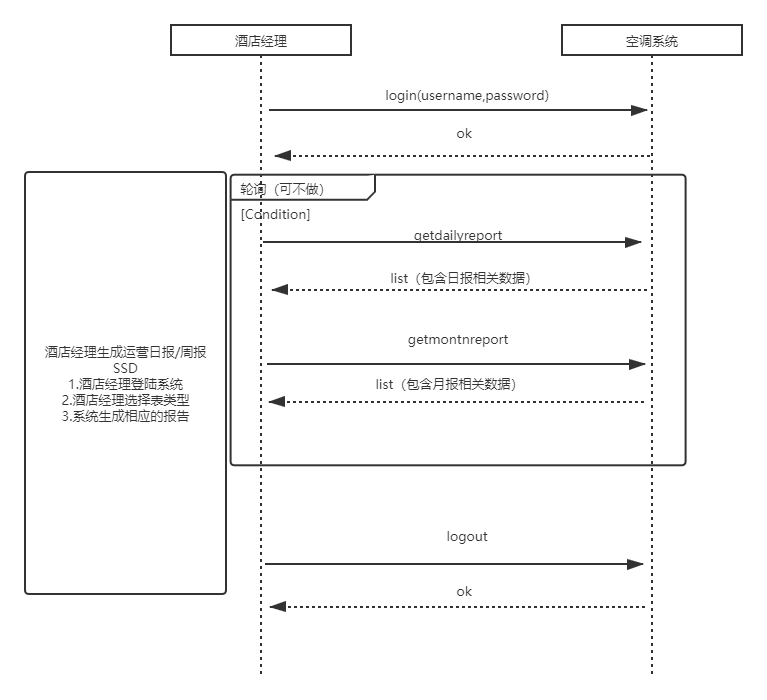 酒店经理
空调系统
login(username,password)
ok
轮询（可不做）
[Condition]
getdailyreport
list（包含日报相关数据）
酒店经理生成运营日报/周报
SSD
1.酒店经理登陆系统
2.酒店经理选择表类型
3.系统生成相应的报告
getmontnreport
list（包含月报相关数据）
logout
ok